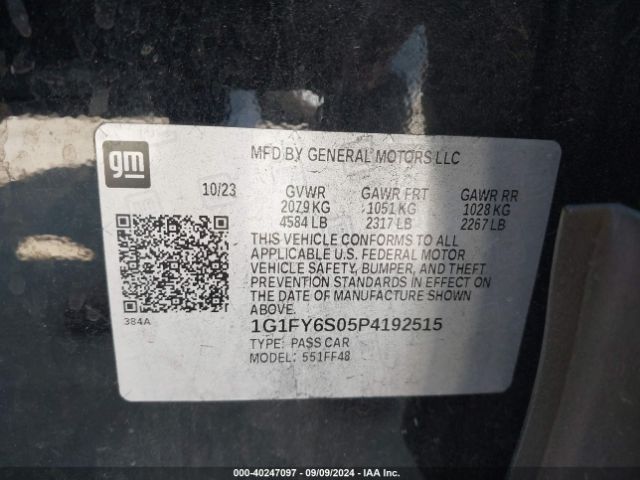 gm
MFD BY GENERAL MOTORS LLC
10/23 GVWR GAWR FRT GAWR RR
2079 KG 1051 KG 1028 KG
4584 LB 2317 LB 2267 LB
THIS VEHICLE CONFORMS TO ALL
APPLICABLE U.S. FEDERAL MOTOR
VEHICLE SAFETY, BUMPER, AND THEFT
PREVENTION STANDARDS IN EFFECT ON THE
DATE OF MANUFACTURE SHOWN ABOVE.
384A
1G1FY6S05P4192515
TYPE: PASS CAR
MODEL: 551FF48
000-40247097 - 09/09/2024 - IAA Inc.